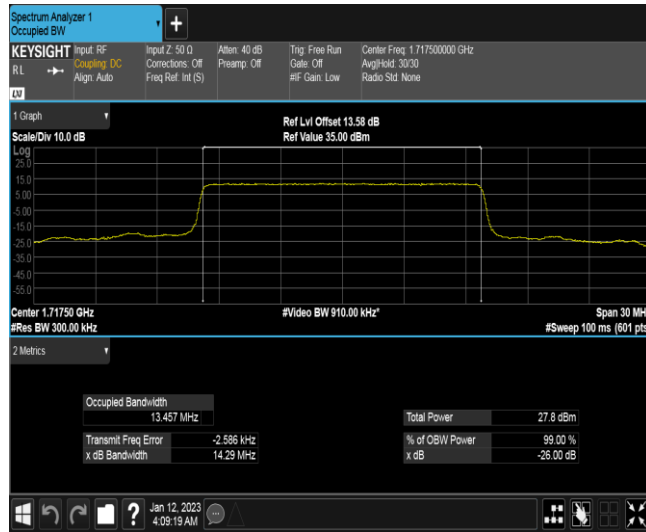 Spectrum Analyzer 1
Occupied BW
+
KEYSIGHT Input: RF Input Z: 50 Ω Atten: 40 dB Trig: Free Run Center Freq: 1.717500000 GHz
RL Coupling: DC Corrections: Off Preamp: Off Gate: Off Avg|Hold: 30/30
Align: Auto Freq Ref: Int (S) #IF Gain: Low Radio Std: None
LXI
1 Graph
Ref Lvl Offset 13.58 dB
Scale/Div 10.0 dB Ref Value 35.00 dBm
Log
25.0
15.0
5.00
-5.00
-15.0
-25.0
-35.0
-45.0
-55.0
Center 1.71750 GHz #Video BW 910.00 kHz* Span 30 MH
#Res BW 300.00 kHz #Sweep 100 ms (601 pts
2 Metrics
Occupied Bandwidth
13.457 MHz Total Power 27.8 dBm
Transmit Freq Error -2.586 kHz % of OBW Power 99.00 %
x dB Bandwidth 14.29 MHz x dB -26.00 dB
? Jan 12, 2023
4:09:19 AM